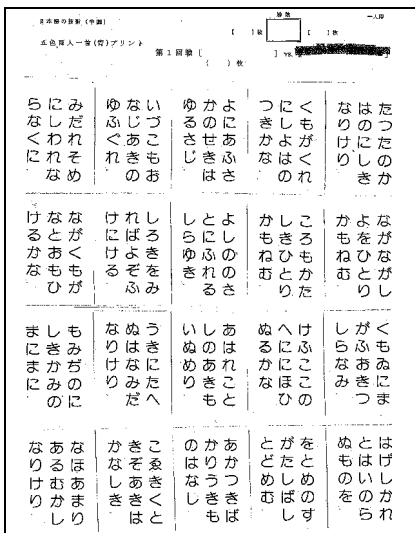 勝敗
五色百人一首(青)プリント
[ ]枚 [ ]枚
第1回戦 [ ] vs. [ ]
( )枚
たつたのか
はのにしき
なりけり
くもがくれ
にしよはの
つきかな
よにあふさ
かのせきは
ゆるさじ
いづこもお
なじあきの
ゆふぐれ
みだれそめ
にしわれな
らなくに
ながながし
よをひとり
かもねむ
ころもかた
しきひとり
かもねむ
よしののさ
とにふれる
しらゆき
しろきをみ
ればよぞふ
けにける
ながくもが
なとおもひ
けるかな
くもゐにま
がふおきつ
しらなみ
けふここの
へににほひ
ぬるかな
あはれこと
しのあきも
いぬめり
うきにたへ
ぬはなみだ
なりけり
もみぢのに
しきかみの
まにまに
はげしかれ
とはいのら
ぬものを
をとめのす
がたしばし
とどめむ
あかつきば
かりうきも
のはなし
こゑきくと
きぞあきは
かなしき
なほあまり
あるむかし
なりけり